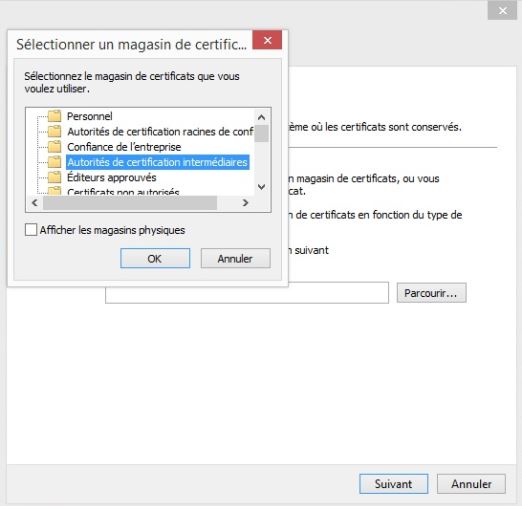 Sélectionner un magasin de certific...
Sélectionnez le magasin de certificats que vous
voulez utiliser.
Personnel
Autorités de certification racines de conf
Confiance de l'entreprise
Autorités de certification intermédiaires
Éditeurs approuvés
Certificats non autorisés
Afficher les magasins physiques
OK
Annuler
ème où les certificats sont conservés.
n magasin de certificats, ou vous
cat.
n de certificats en fonction du type de
n suivant
Parcourir...
Suivant
Annuler